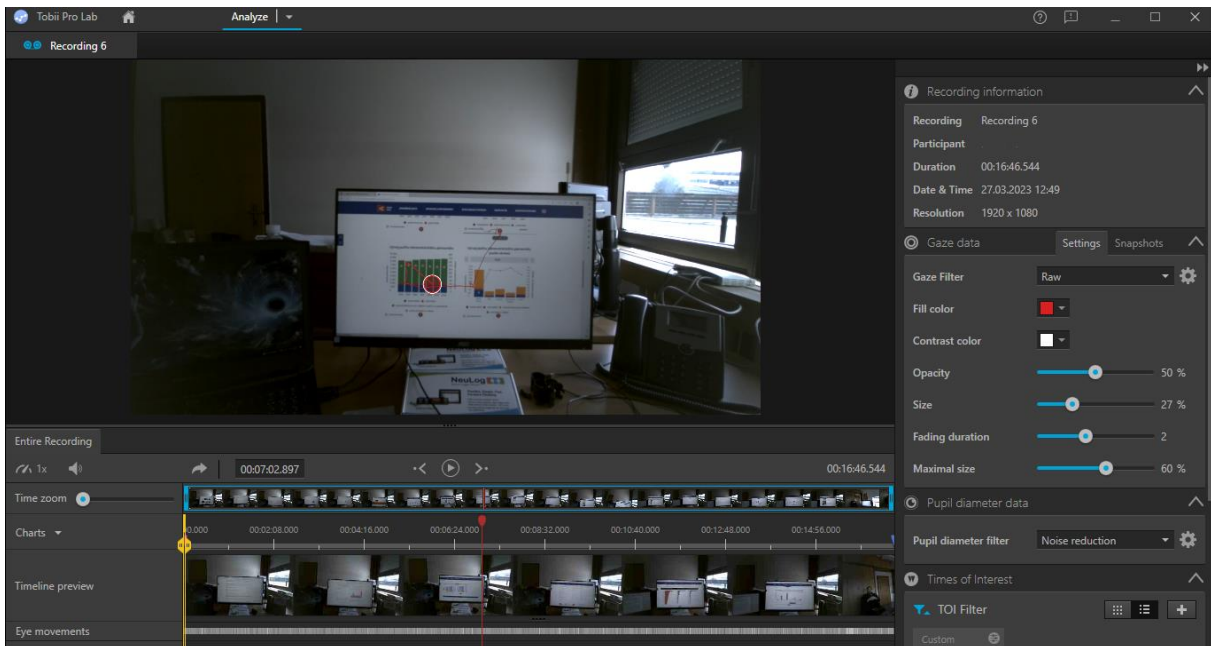 Tobii Pro Lab
Analyze
Recording 6
Recording information
Recording Recording 6
Participant
Duration 00:16:46.544
Date & Time 27.03.2023 12:49
Resolution 1920 x 1080
Gaze data Settings Snapshots
Gaze Filter Raw
Fill color
Contrast color
Opacity 50 %
Size 27 %
Fading duration 2
Maximal size 60 %
Pupil diameter data
Pupil diameter filter Noise reduction
Times of Interest
TOI Filter
Custom
NeuLog
Entire Recording
1x 00:07:02.897 00:16:46.544
Time zoom
Charts 0.000 00:02:08.000 00:04:16.000 00:06:24.000 00:08:32.000 00:10:40.000 00:12:48.000 00:14:56.000
Timeline preview
Eye movements